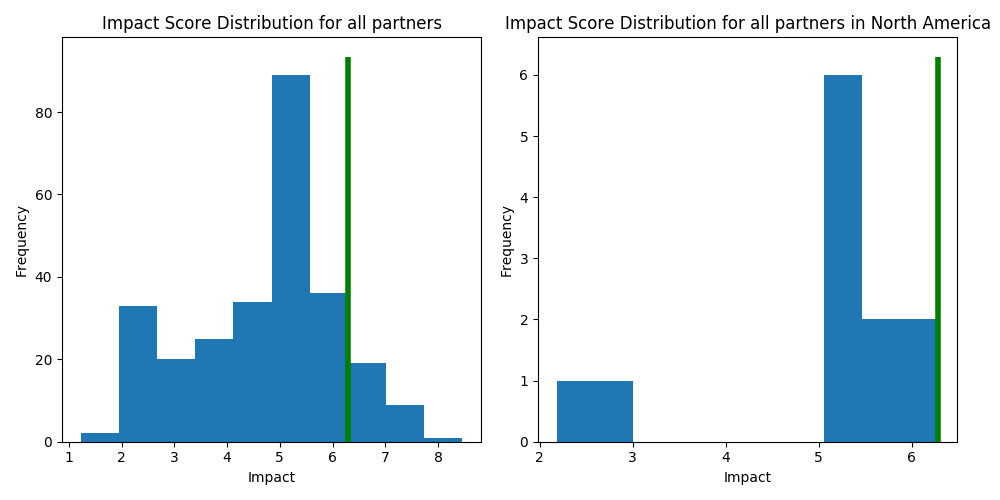 Impact Score Distribution for all partners
Impact Score Distribution for all partners in North America
Frequency
80
60
40
20
0
1 2 3 4 5 6 7 8
Impact
Frequency
6
5
4
3
2
1
0
2 3 4 5 6
Impact